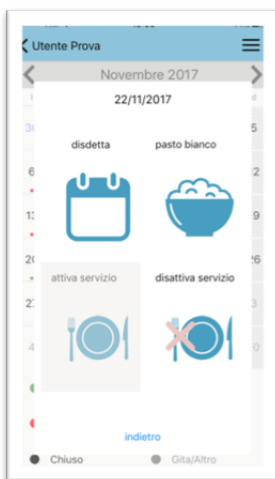 Utente Prova
Novembre 2017
22/11/2017
disdetta pasto bianco
attiva servizio disattiva servizio
indietro
Chiuso Gita/Altro